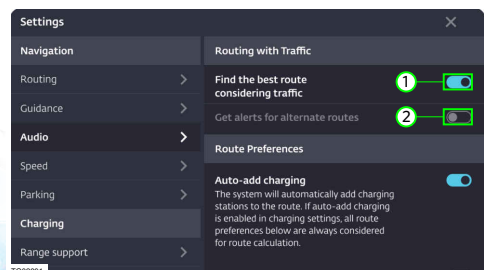 Settings
Navigation
Routing
Guidance
Audio
Speed
Parking
Charging
Range support
Routing with Traffic
Find the best route
considering traffic
1
Get alerts for alternate routes
2
Route Preferences
Auto-add charging
The system will automatically add charging
stations to the route. If auto-add charging
is enabled in charging settings, all route
preferences below are always considered
for route calculation.